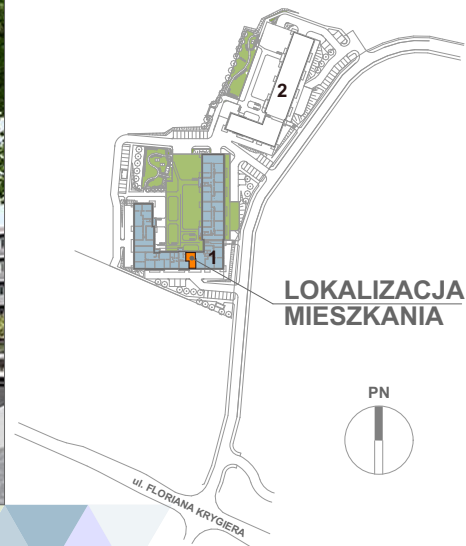 2
1
LOKALIZACJA
MIESZKANIA
PN
ul. FLORIANA KRYGIERA